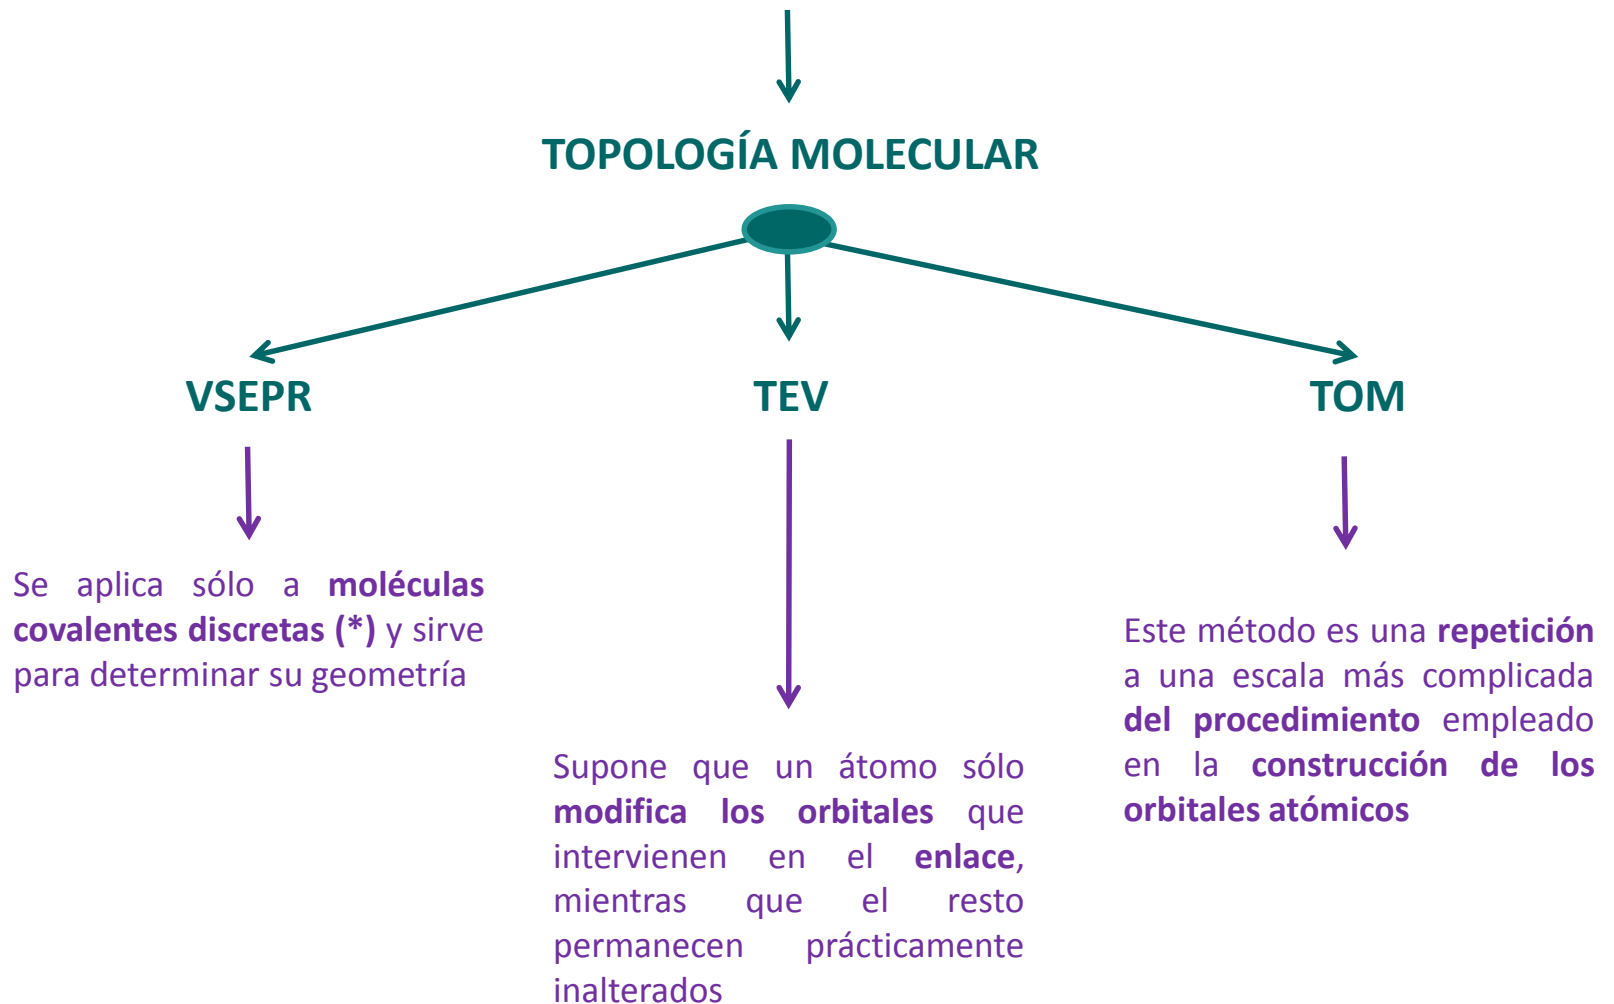 TOPOLOGÍA MOLECULAR
VSEPR
TEV
TOM
Se aplica sólo a moléculas
covalentes discretas (*) y sirve
para determinar su geometría
Supone que un átomo sólo
modifica los orbitales que
intervienen en el enlace,
mientras que el resto
permanecen prácticamente
inalterados
Este método es una repetición
a una escala más complicada
del procedimiento empleado
en la construcción de los
orbitales atómicos